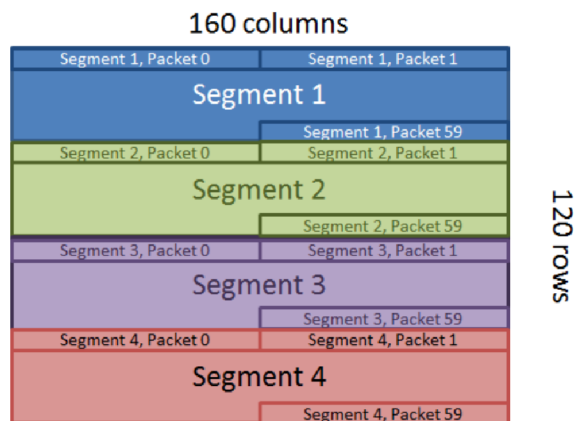 160 columns
Segment 1, Packet 0
Segment 1, Packet 1
Segment 1
Segment 1, Packet 59
Segment 2, Packet 0
Segment 2, Packet 1
Segment 2
Segment 2, Packet 59
Segment 3, Packet 0
Segment 3, Packet 1
Segment 3
Segment 3, Packet 59
Segment 4, Packet 0
Segment 4, Packet 1
Segment 4
Segment 4, Packet 59
120 rows